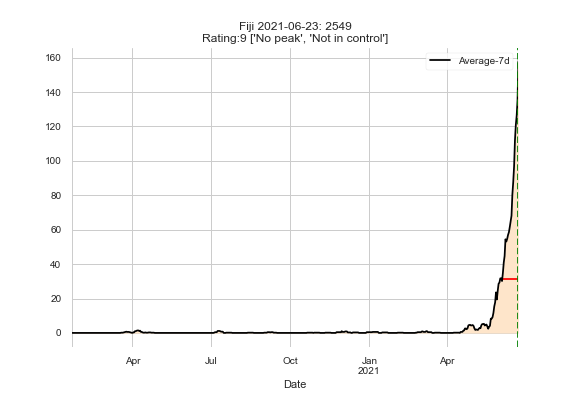 Fiji 2021-06-23: 2549
Rating:9 ['No peak', 'Not in control']
Average-7d
160
140
120
100
80
60
40
20
0
Apr
Jul
Oct
Jan
2021
Apr
Date